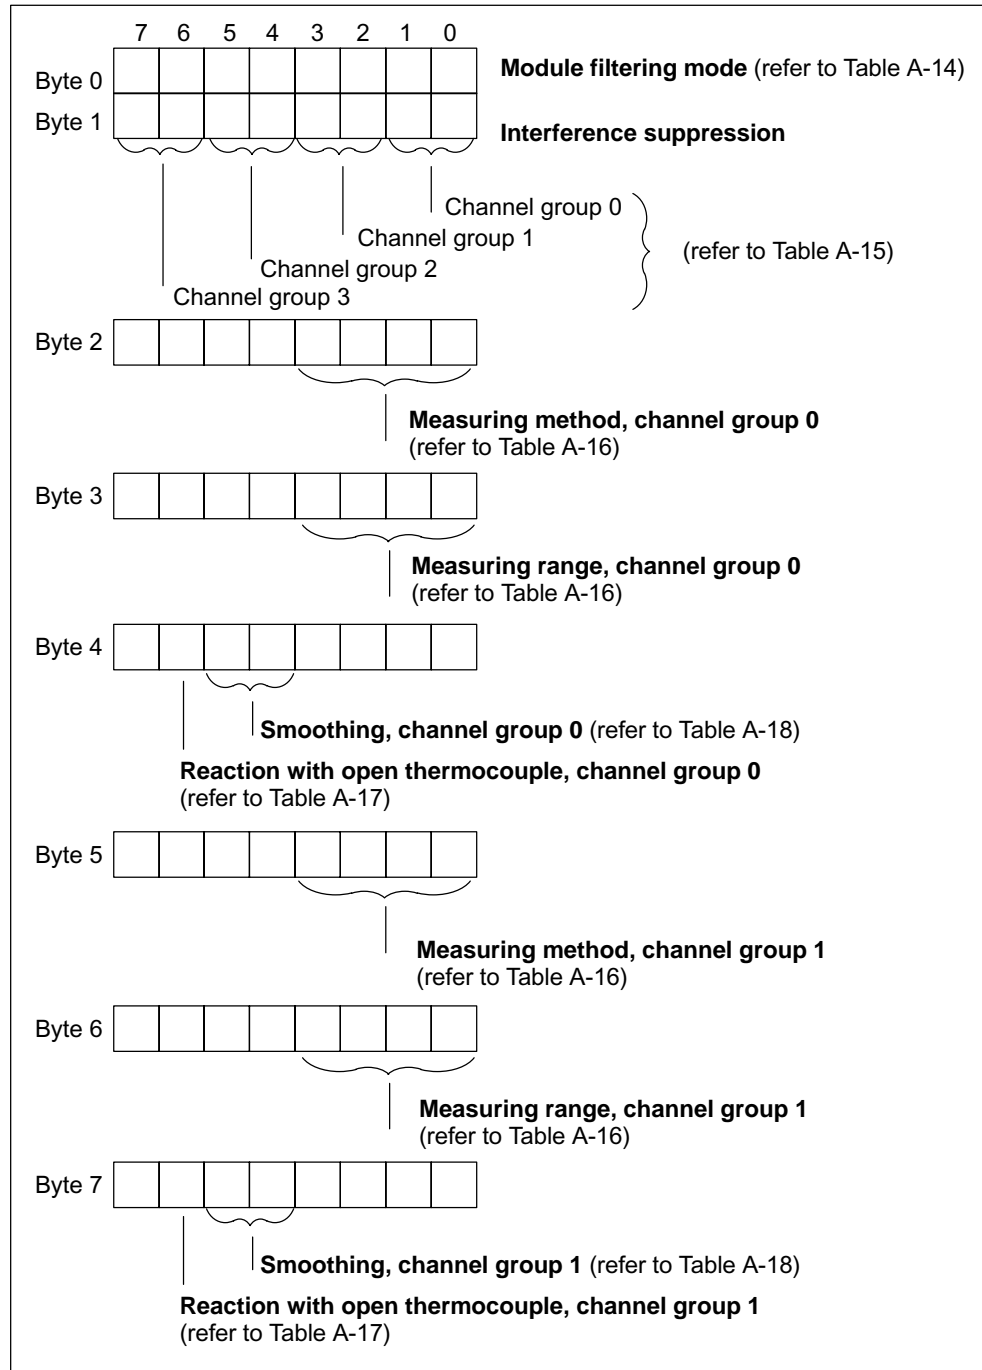 7 6 5 4 3 2 1 0
Byte 0
Module filtering mode (refer to Table A-14)
Byte 1
Interference suppression
Channel group 0
Channel group 1
(refer to Table A-15)
Channel group 2
Channel group 3
Byte 2
Measuring method, channel group 0
(refer to Table A-16)
Byte 3
Measuring range, channel group 0
(refer to Table A-16)
Byte 4
Smoothing, channel group 0 (refer to Table A-18)
Reaction with open thermocouple, channel group 0
(refer to Table A-17)
Byte 5
Measuring method, channel group 1
(refer to Table A-16)
Byte 6
Measuring range, channel group 1
(refer to Table A-16)
Byte 7
Smoothing, channel group 1 (refer to Table A-18)
Reaction with open thermocouple, channel group 1
(refer to Table A-17)